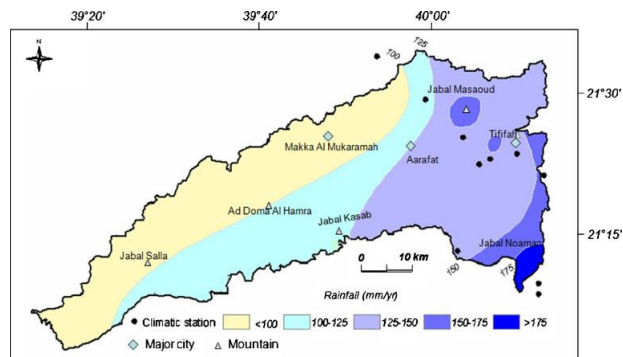 39°20 39°40 40°00
N
100 125
21°30
Jabal Masaoud
Makka Al Mukaramah
Tififah
Aarafat
Ad Doma Al Hamra
Jabal Kasab
21°15
Jabal Salla
Jabal Noaman
150
175
0 10 km
Rainfall (mm/yr)
Climatic station <100 100-125 125-150 150-175 >175
Major city Mountain